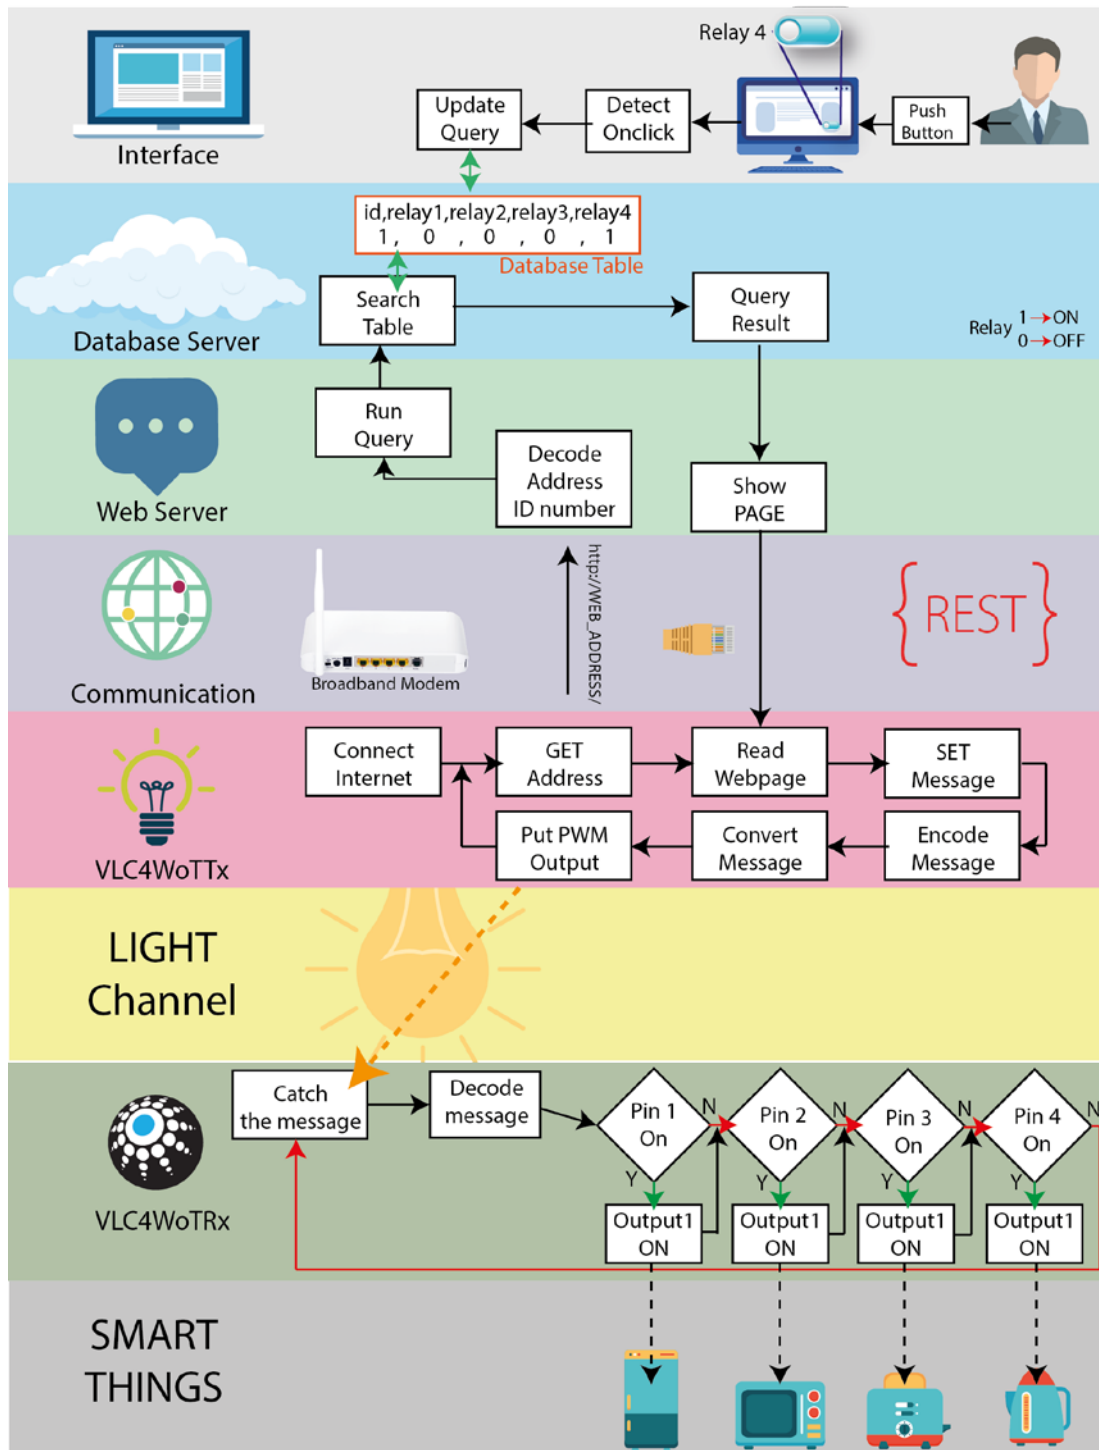 Relay 4
Update
Query
Detect
Onclick
Push
Button
Interface
id,relay1,relay2,relay3,relay4
1 , 0 , 0 , 0 , 1
Database Table
Search
Table
Query
Result
Relay 1→ON
0→OFF
Database Server
Run
Query
Decode
Address
ID number
Show
PAGE
Web Server
http://WEB_ADDRESS/
{REST}
Communication
Broadband Modem
Connect
Internet
GET
Address
Read
Webpage
SET
Message
Put PWM
Output
Convert
Message
Encode
Message
VLC4WoTTx
LIGHT
Channel
Catch
the message
Decode
message
Pin 1
On
N
Pin 2
On
N
Pin 3
On
N
Pin 4
On
N
Y
Y
Y
Y
VLC4WoTRx
Output1
ON
Output1
ON
Output1
ON
Output1
ON
SMART
THINGS